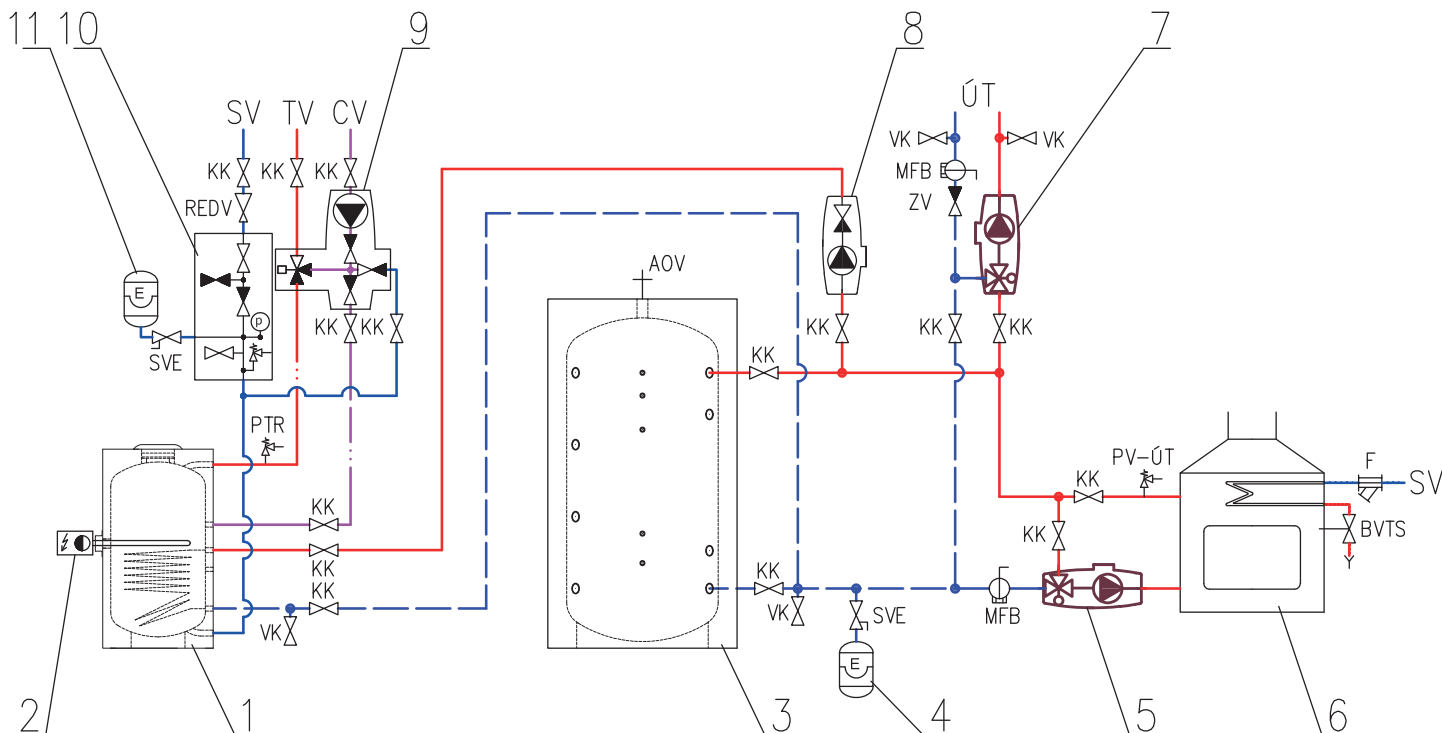 11 10 9 8 7
SV TV CV ÚT
VK VK
KK KK KK MFB
REDV ZV
AOV
E
p
KK KK KK KK KK
SVE
KK
PTR
PV-ÚT F
KK SV
KK
KK BVTS
KK
KK KK
VK VK SVE MFB
E
2 1 3 4 5 6